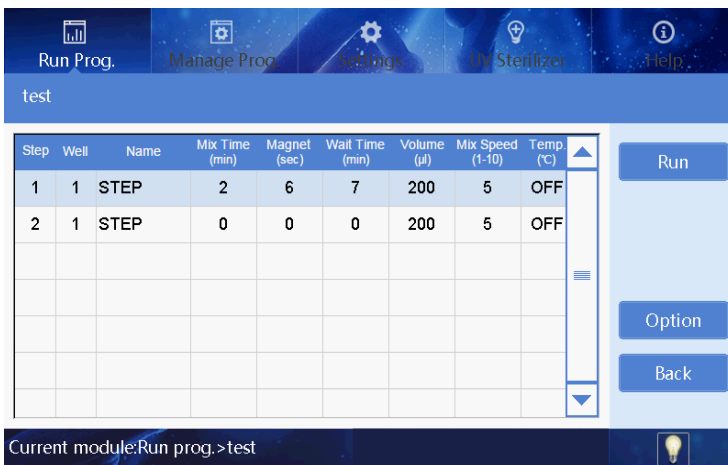 Run Prog. Manage Prog. Settings UV Sterilizer Help
test
Step Well Name Mix Time (min) Magnet (sec) Wait Time (min) Volume (µl) Mix Speed (1-10) Temp. (℃)
1 1 STEP 2 6 7 200 5 OFF
2 1 STEP 0 0 0 200 5 OFF
Run
Option
Back
Current module:Run prog.>test